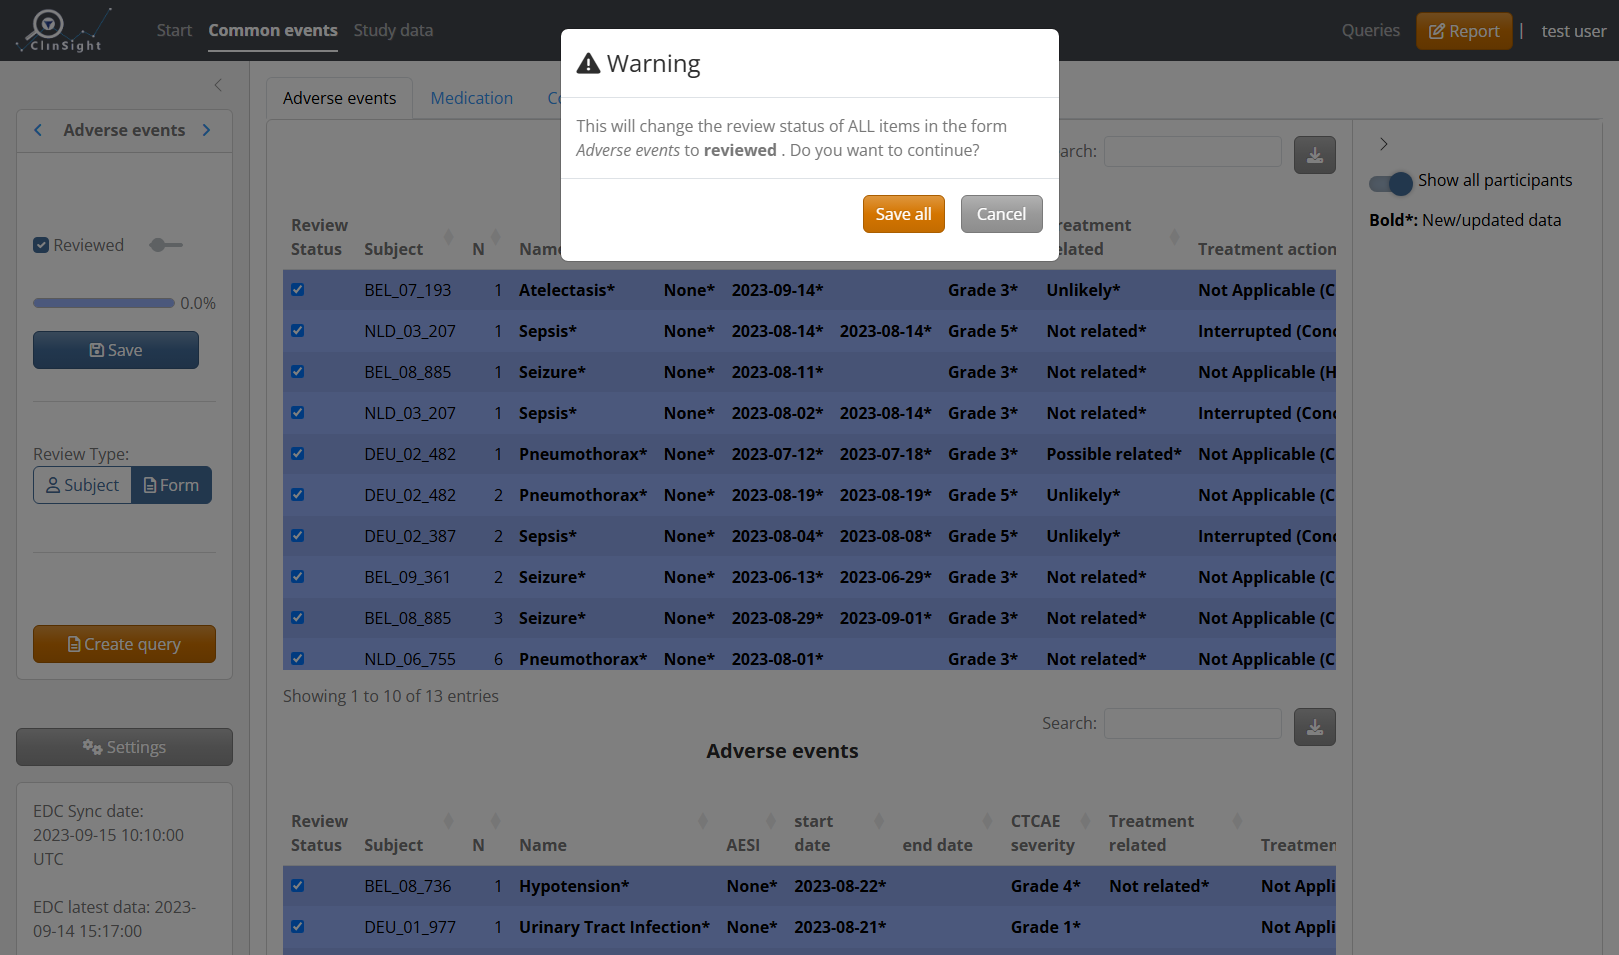 ClinSight
Start
Common events
Study data
Queries
Report
|
test user
Warning
This will change the review status of ALL items in the form
Adverse events to reviewed . Do you want to continue?
Save all
Cancel
Adverse events
Reviewed
0.0%
Save
Review Type:
Subject
Form
Create query
Settings
EDC Sync date:
2023-09-15 10:10:00
UTC
EDC latest data: 2023-
09-14 15:17:00
Adverse events
Medication
Show all participants
Bold*: New/updated data
Review Status Subject N Treatment action
BEL_07_193 1 Atelectasis* None* 2023-09-14* Grade 3* Unlikely* Not Applicable (C
NLD_03_207 1 Sepsis* None* 2023-08-14* 2023-08-14* Grade 5* Not related* Interrupted (Conc
BEL_08_885 1 Seizure* None* 2023-08-11* Grade 3* Not related* Not Applicable (H
NLD_03_207 1 Sepsis* None* 2023-08-02* 2023-08-14* Grade 3* Not related* Interrupted (Conc
DEU_02_482 1 Pneumothorax* None* 2023-07-12* 2023-07-18* Grade 3* Possible related* Not Applicable (C
DEU_02_482 2 Pneumothorax* None* 2023-08-19* 2023-08-19* Grade 5* Unlikely* Not Applicable (C
DEU_02_387 2 Sepsis* None* 2023-08-04* 2023-08-08* Grade 5* Unlikely* Interrupted (Conc
BEL_09_361 2 Seizure* None* 2023-06-13* 2023-06-29* Grade 3* Not related* Not Applicable (C
BEL_08_885 3 Seizure* None* 2023-08-29* 2023-09-01* Grade 3* Not related* Not Applicable (C
NLD_06_755 6 Pneumothorax* None* 2023-08-01* Grade 3* Not related* Not Applicable (C
Showing 1 to 10 of 13 entries
Search:
Adverse events
Review Status Subject N Name AESI start date end date CTCAE severity Treatment related
BEL_08_736 1 Hypotension* None* 2023-08-22* Grade 4* Not related* Not Appli
DEU_01_977 1 Urinary Tract Infection* None* 2023-08-21* Grade 1* Not Appli